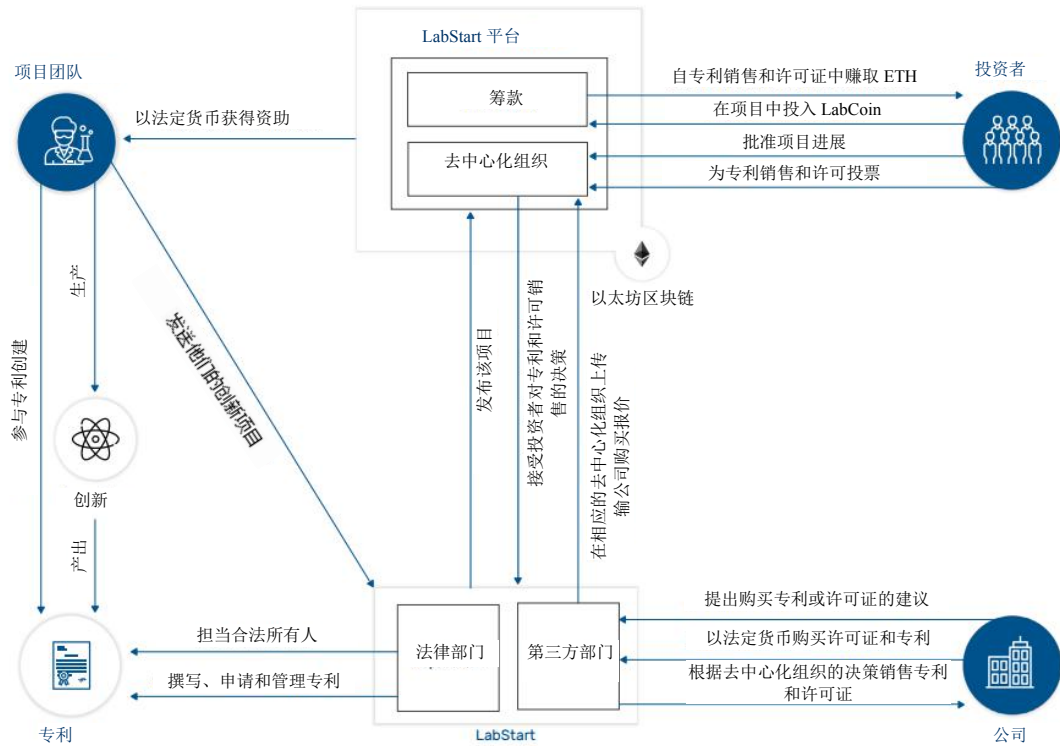 LabStart 平台
项目团队
投资者
筹款
自专利销售和许可证中赚取 ETH
在项目中投入 LabCoin
以法定货币获得资助
批准项目进展
去中心化组织
为专利销售和许可投票
以太坊区块链
生产
参与专利创建
发送他们的创新项目
发布该项目
接受投资者对专利和许可销
售的决策
在相应的去中心化组织上传
输公司购买报价
创新
产出
提出购买专利或许可证的建议
担当合法所有人
法律部门
第三方部门
以法定货币购买许可证和专利
撰写、申请和管理专利
根据去中心化组织的决策销售专利
和许可证
专利
LabStart
公司